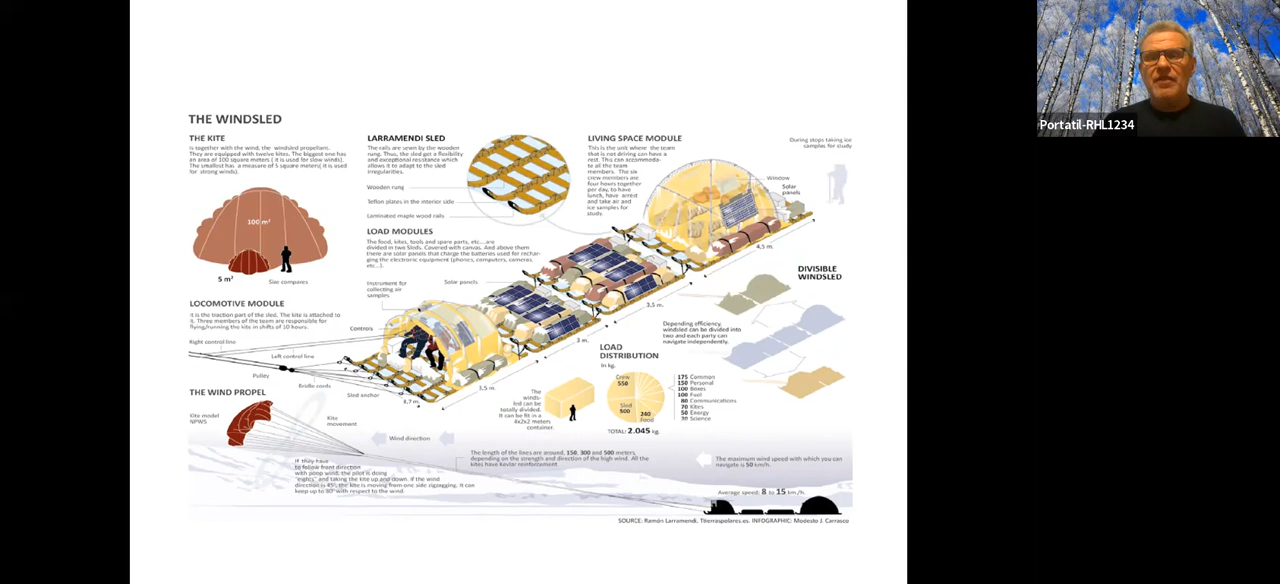 THE WINDSLED
THE KITE
is together with the wind, the windsled propellant.
They are equipped with twelve kites. The biggest one has
an area of 100 square meters ( it is used for slow winds).
The smallest has a measure of 5 square meters( it is used
for strong winds).
100 m²
5 m²
Size compares
LARRAMENDI SLED
The rails are sewn by the wooden
rung. Thus, the sled get a flexibility
and exceptional resistance which
allows it to adapt to the sled
irregularities.
Wooden rung
Teflon plates in the interior side
Laminated maple wood rails
LIVING SPACE MODULE
This is the unit where the team
that is not driving can have a
rest. This can accommoda-
te all the team
members. The six
crew members are
four hours together
per day, to have
lunch, have arrest
and take air and
ice samples for
study.
During stops taking ice
samples for study
Window
Solar
panels
4,5 m.
LOAD MODULES
The food, kites, tools and spare parts, etc...are
divided in two Sleds. Covered with canvas. And above them
there are solar panels that charge the batteries used for rechar-
ging the electronic equipment (phones, computers, cameras
etc...).
Instrument for
collecting air
samples
Solar panels
3,5 m.
3 m.
DIVISIBLE
WINDSLED
Depending efficiency,
windsled can be divided into
two and each party can
navigate independently.
LOCOMOTIVE MODULE
It is the traction part of the sled. The kite is attached to
it. Three members of the team are responsible for
flying/running the kite in shifts of 10 hours.
Controls
Right control line
Left control line
Pulley
Bridle cords
Sled anchor
3,5 m.
The
winds-
led can be
totally divided.
It can be fit in a
4x2x2 meters
container.
LOAD
DISTRIBUTION
In kg.
Crew
550
Sled
500
240
Food
175 Common
150 Personal
100 Boxes
100 Fuel
80 Communications
70 Kites
50 Energy
Science
TOTAL: 2.045 kg.
THE WIND PROPEL
Kite model
NPWS
Kite
movement
Wind direction
If they have
to follow front direction
with poop wind, the pilot is doing
"eights" and taking the kite up and down. If the wind
direction is 45º, the kite is moving from one side zigzagging. It can
keep up to 80º with respect to the wind.
The length of the lines are around, 150, 300 and 500 meters,
depending on the strength and direction of the high wind. All the
kites have Kevlar reinforcement
The maximum wind speed with which you can
navigate is 50 km/h.
Average speed: 8 to 15 km/h.
SOURCE: Ramón Larramendi. Ttierraspolares.es. INFOGRAPHIC: Modesto J. Carrasco
Portatil-RHL1234